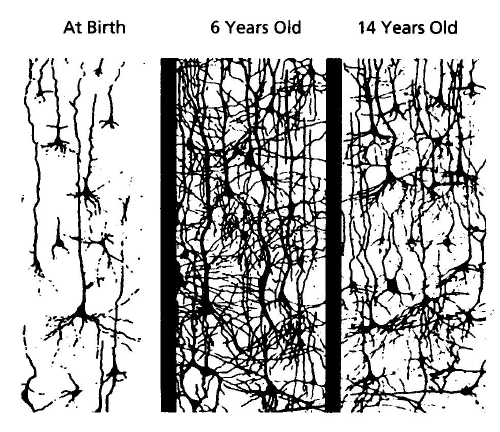 At Birth
6 Years Old
14 Years Old